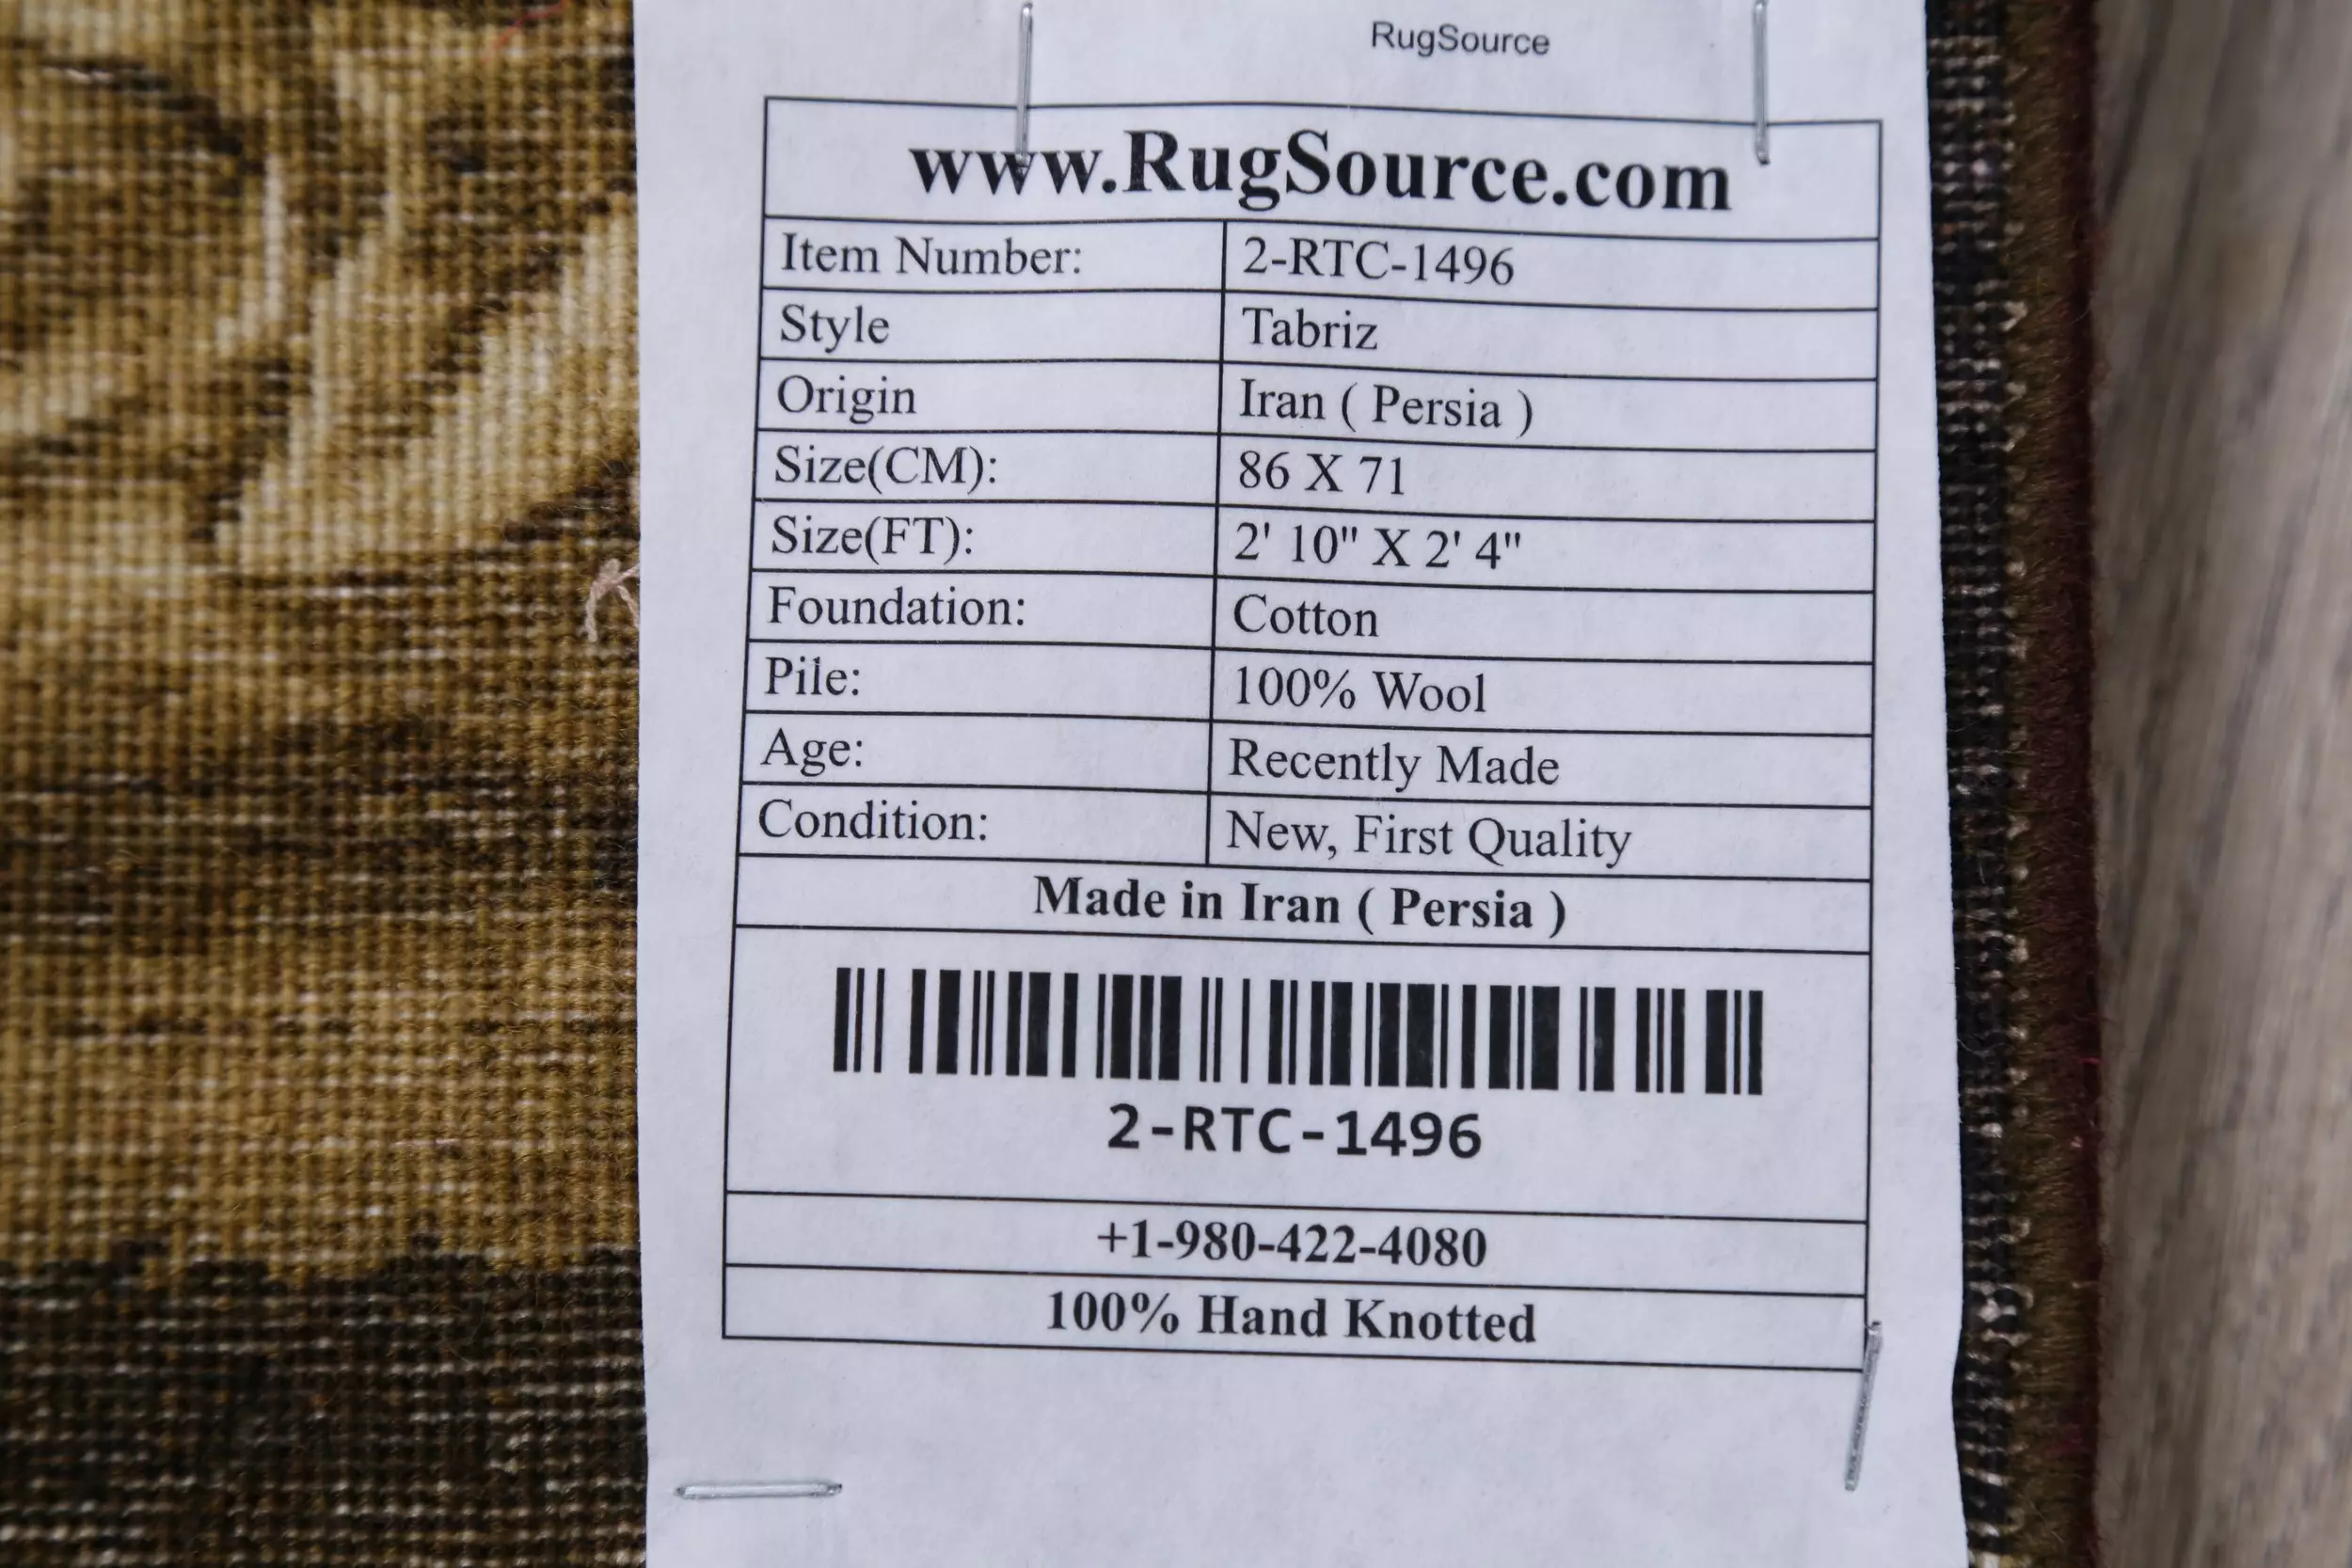 RugSource
www.RugSource.com
Item Number: 2-RTC-1496
Style Tabriz
Origin Iran ( Persia )
Size(CM): 86 X 71
Size(FT): 2' 10" X 2' 4"
Foundation: Cotton
Pile: 100% Wool
Age: Recently Made
Condition: New, First Quality
Made in Iran ( Persia )
2-RTC-1496
+1-980-422-4080
100% Hand Knotted